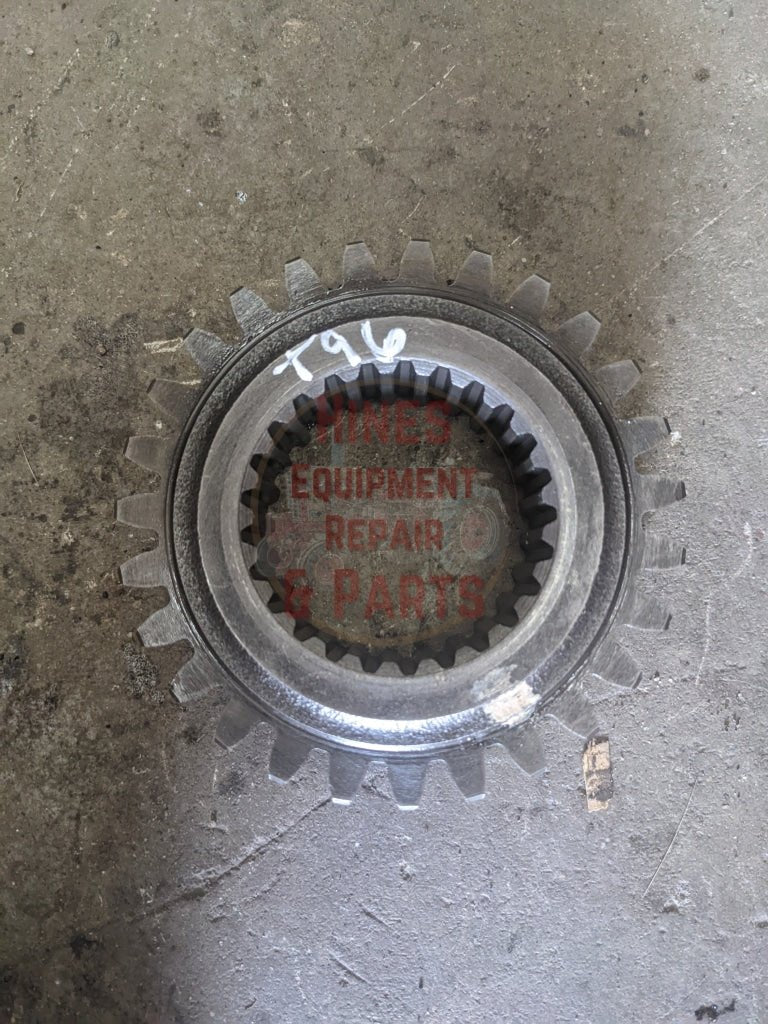 T96
HINES
EQUIPMENT
REPAIR
& PARTS